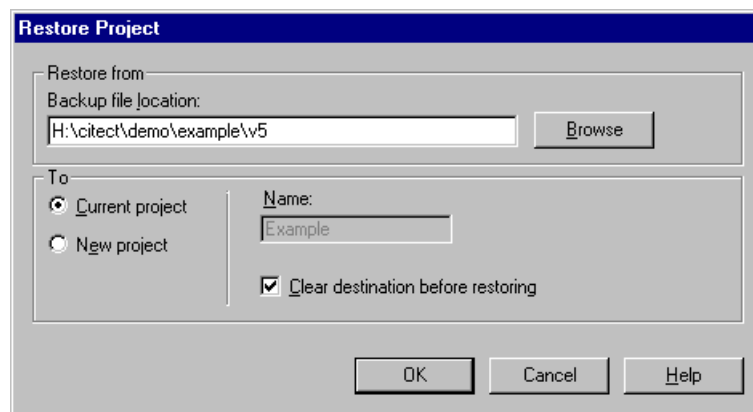 Restore Project
Restore from
Backup file location:
H:\citect\demo\example\v5
Browse
To
Current project
New project
Name:
Example
Clear destination before restoring
OK Cancel Help